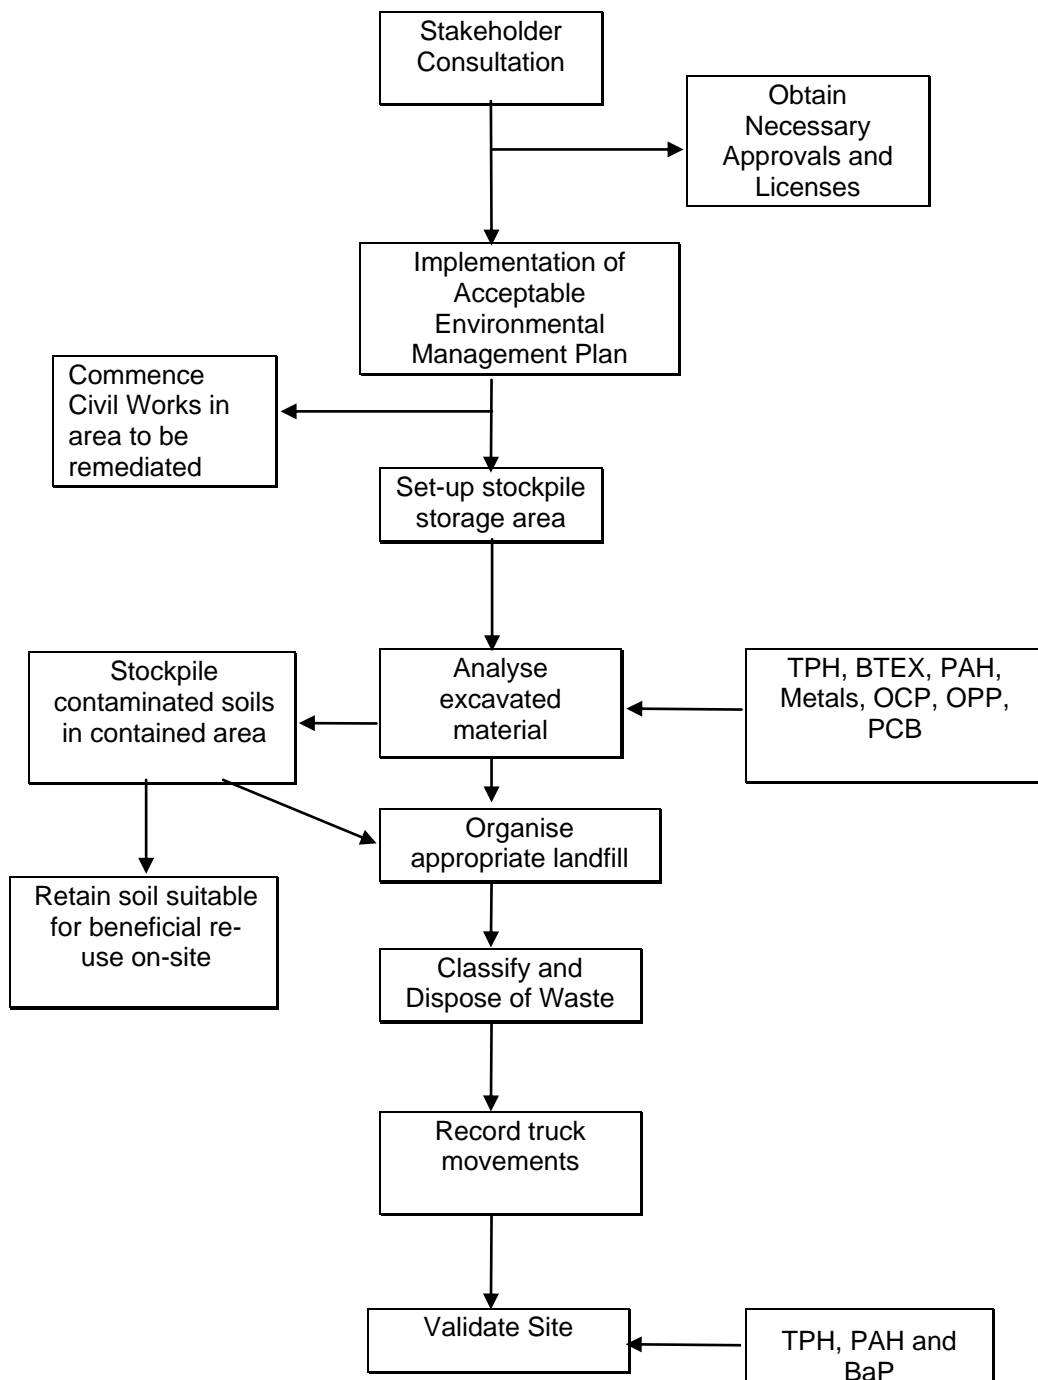 Stakeholder
Consultation
Obtain
Necessary
Approvals and
Licenses
Implementation of
Acceptable
Environmental
Management Plan
Commence
Civil Works in
area to be
remediated
Set-up stockpile
storage area
Stockpile
contaminated soils
in contained area
Analyse
excavated
material
TPH, BTEX, PAH,
Metals, OCP, OPP,
PCB
Organise
appropriate landfill
Retain soil suitable
for beneficial re-
use on-site
Classify and
Dispose of Waste
Record truck
movements
Validate Site
TPH, PAH and
BaP